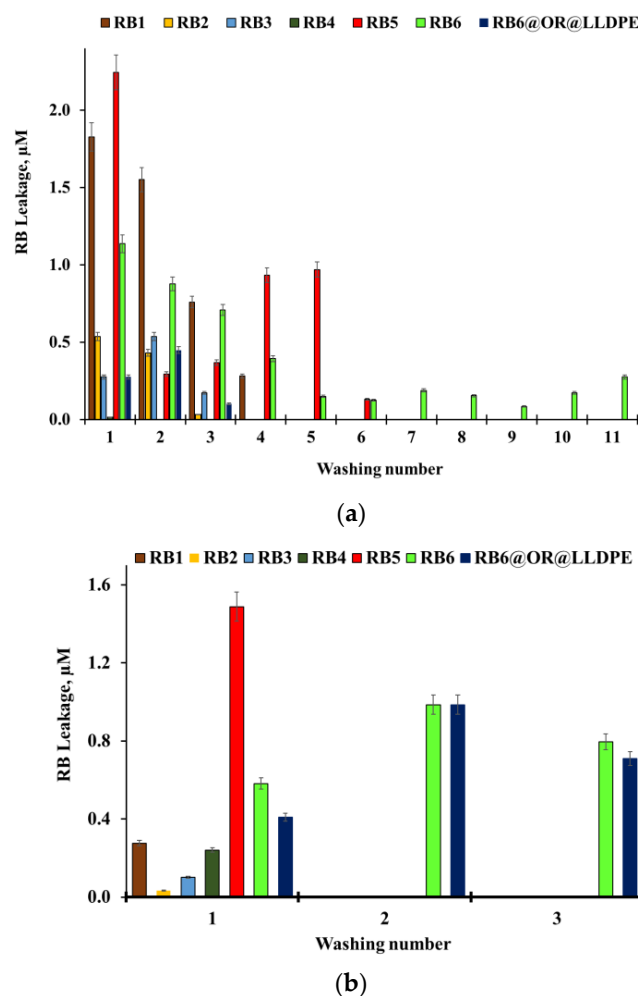 RB1 RB2 RB3 RB4 RB5 RB6 RB6@OR@LLDPE
2.0
1.5
1.0
0.5
0.0
RB Leakage, µM
1 2 3 4 5 6 7 8 9 10 11
Washing number
(a)
RB1 RB2 RB3 RB4 RB5 RB6 RB6@OR@LLDPE
1.6
1.2
0.8
0.4
0.0
RB Leakage, µM
1 2 3
Washing number
(b)